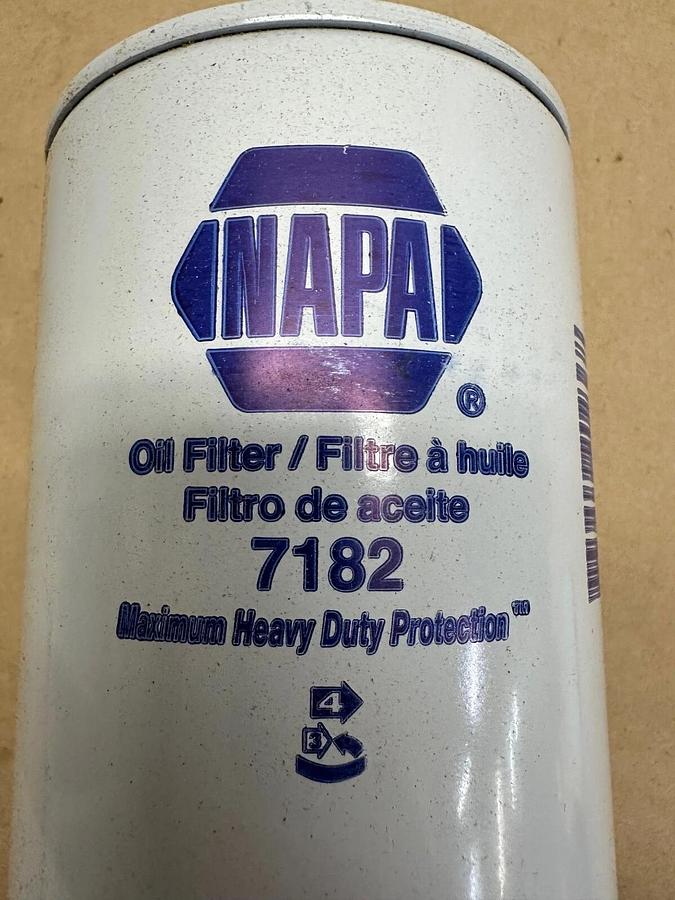 NAPA
®
Oil Filter / Filtre à huile
Filtro de aceite
7182
Maximum Heavy Duty Protection™
4
3